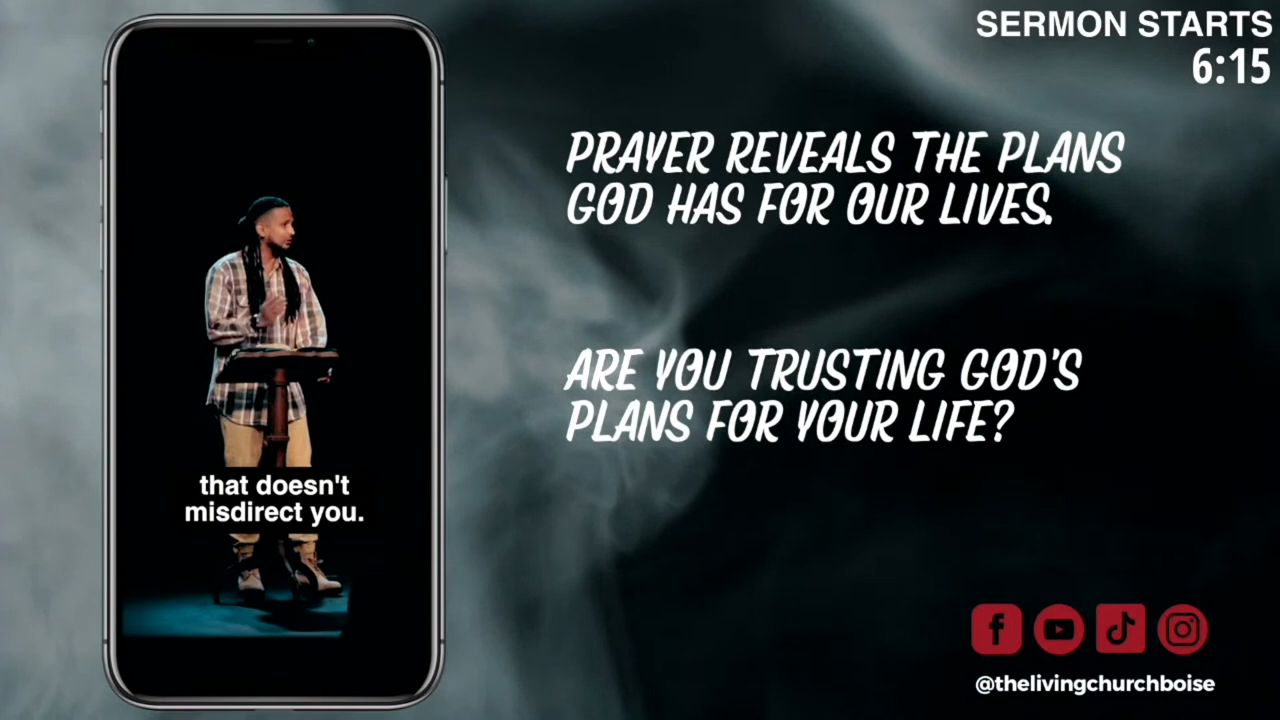 SERMON STARTS
6:15
PRAYER REVEALS THE PLANS
GOD HAS FOR OUR LIVES.
ARE YOU TRUSTING GOD'S
PLANS FOR YOUR LIFE?
that doesn't
misdirect you.
@thelivingchurchboise